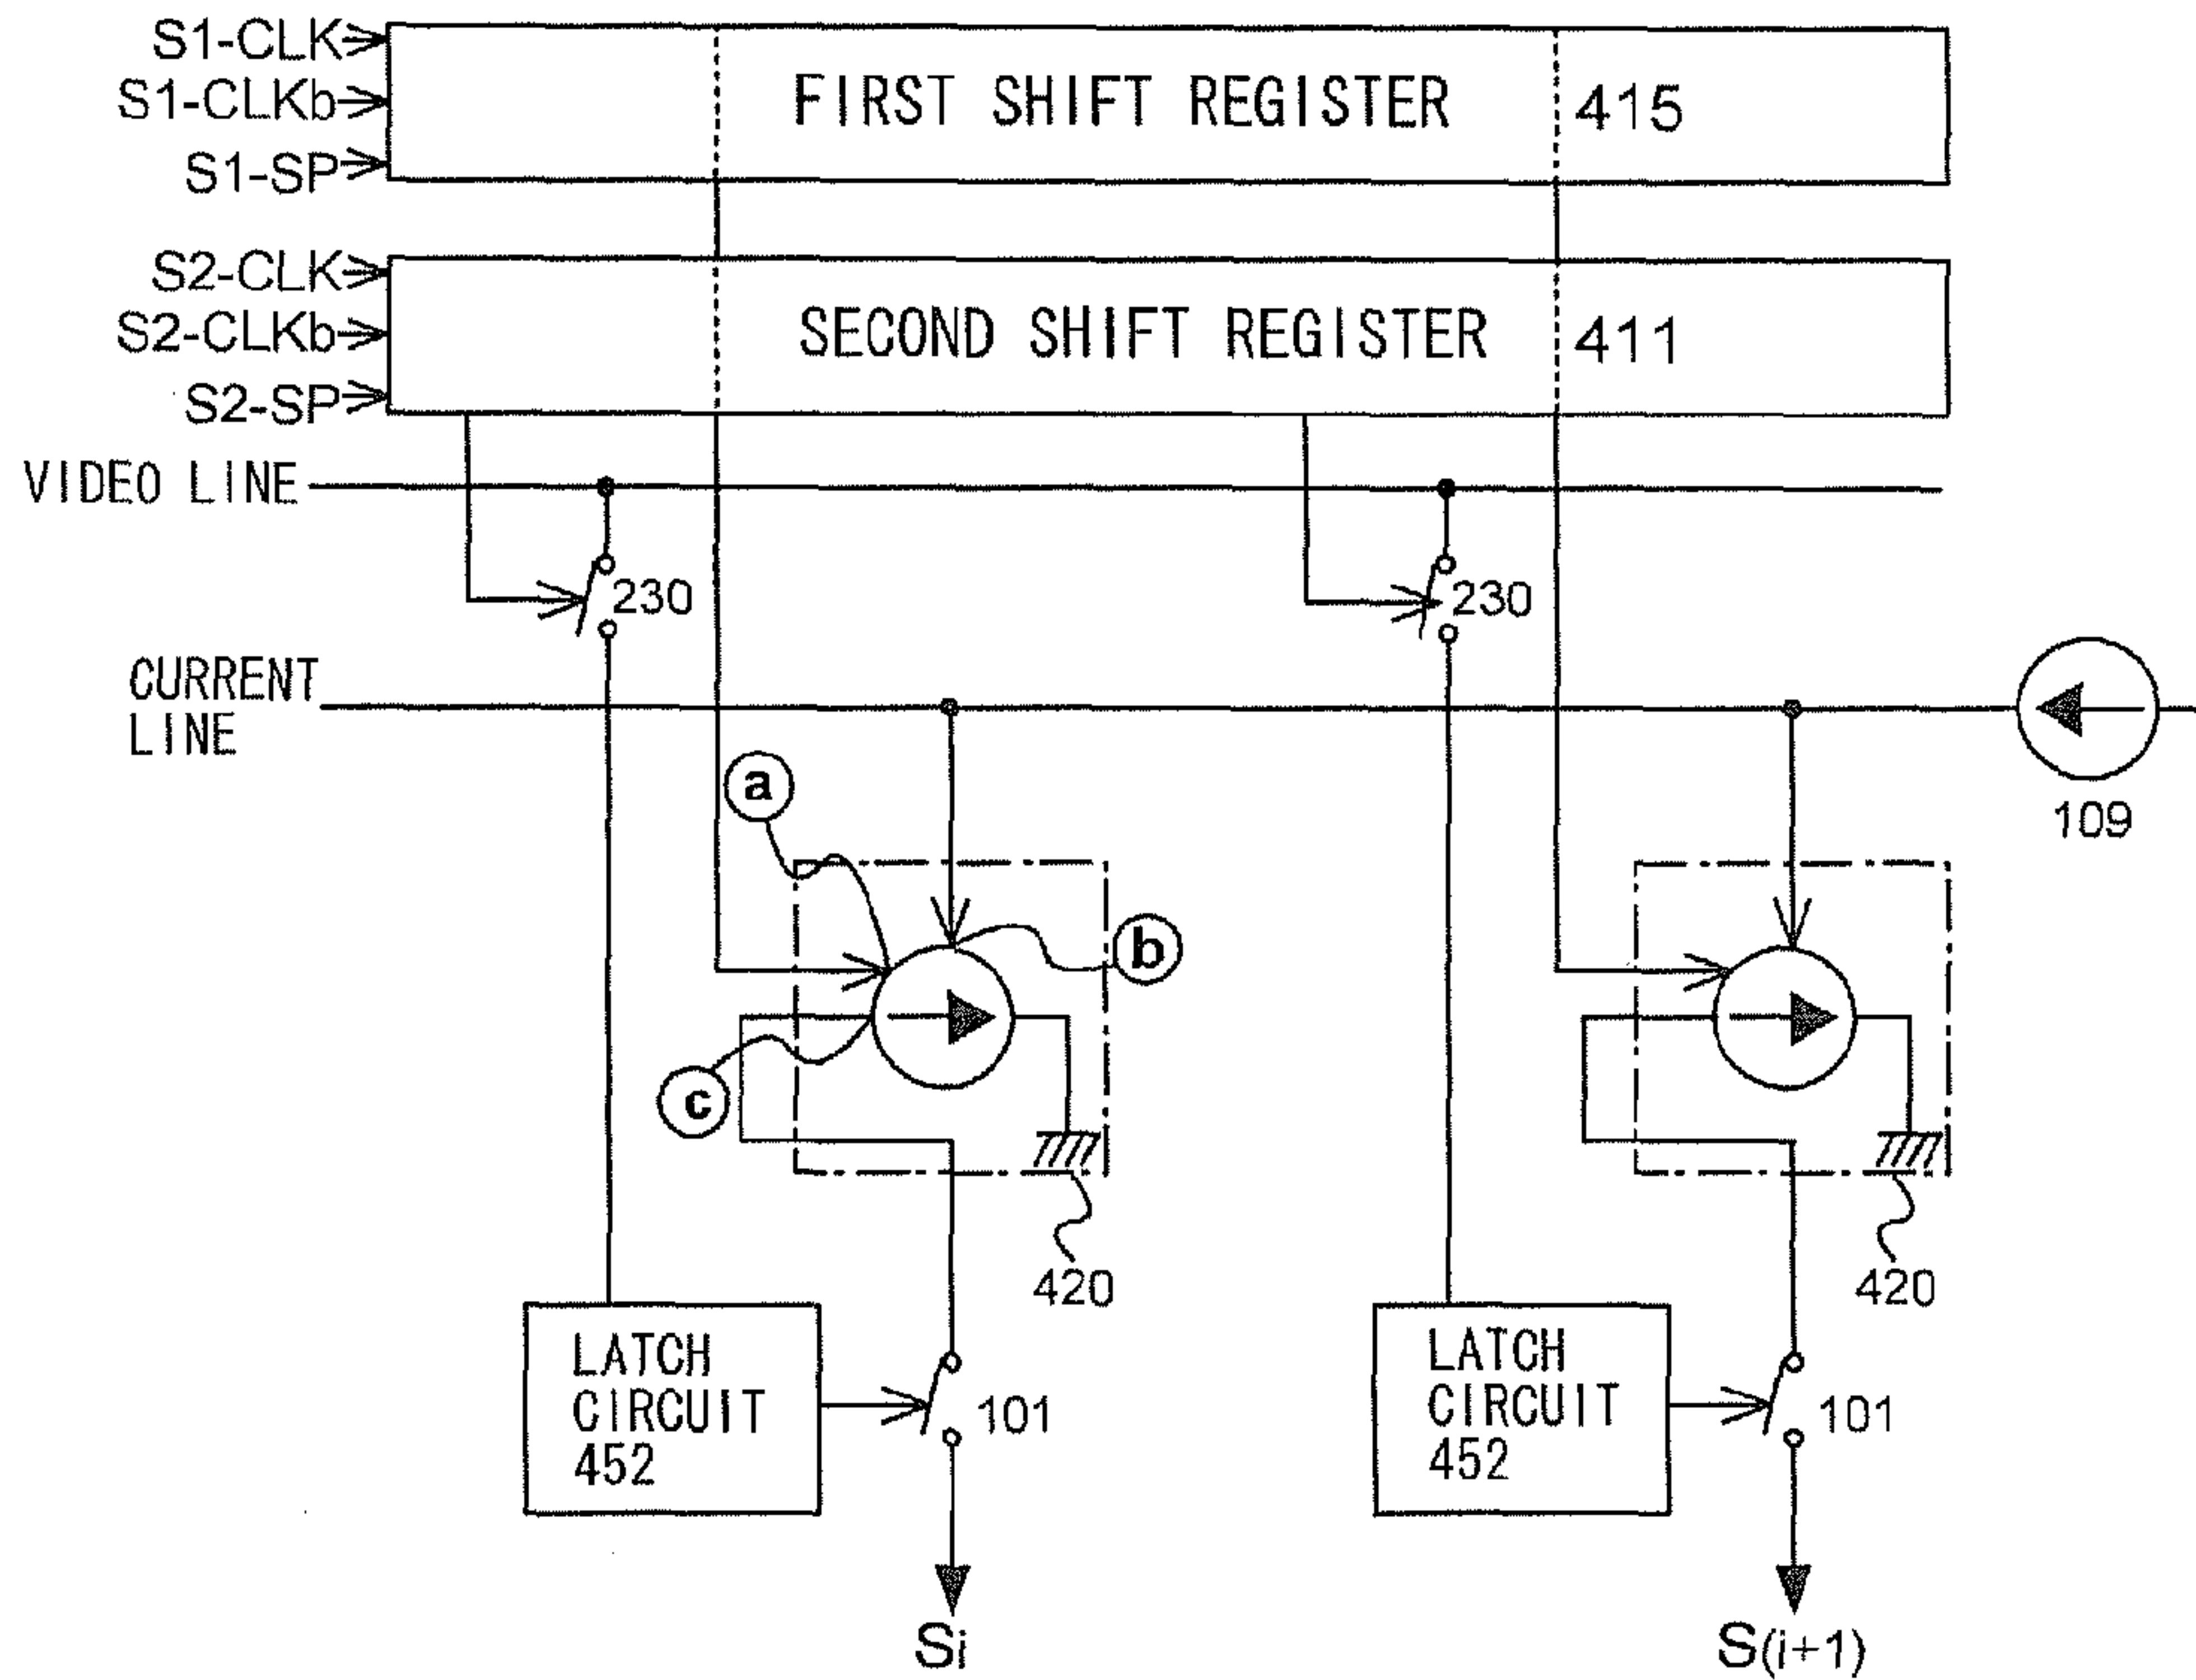 S1-CLK
S1-CLKb
S1-SP
FIRST SHIFT REGISTER 415
S2-CLK
S2-CLKb
S2-SP
SECOND SHIFT REGISTER 411
VIDEO LINE
230
230
CURRENT
LINE
109
a
b
c
420
420
LATCH
CIRCUIT
452
101
LATCH
CIRCUIT
452
101
Si
S(i+1)